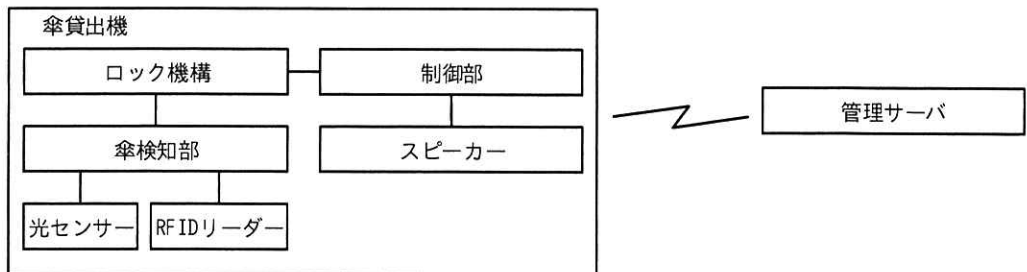 傘貸出機
ロック機構
制御部
管理サーバ
傘検知部
スピーカー
光センサー
RFIDリーダー